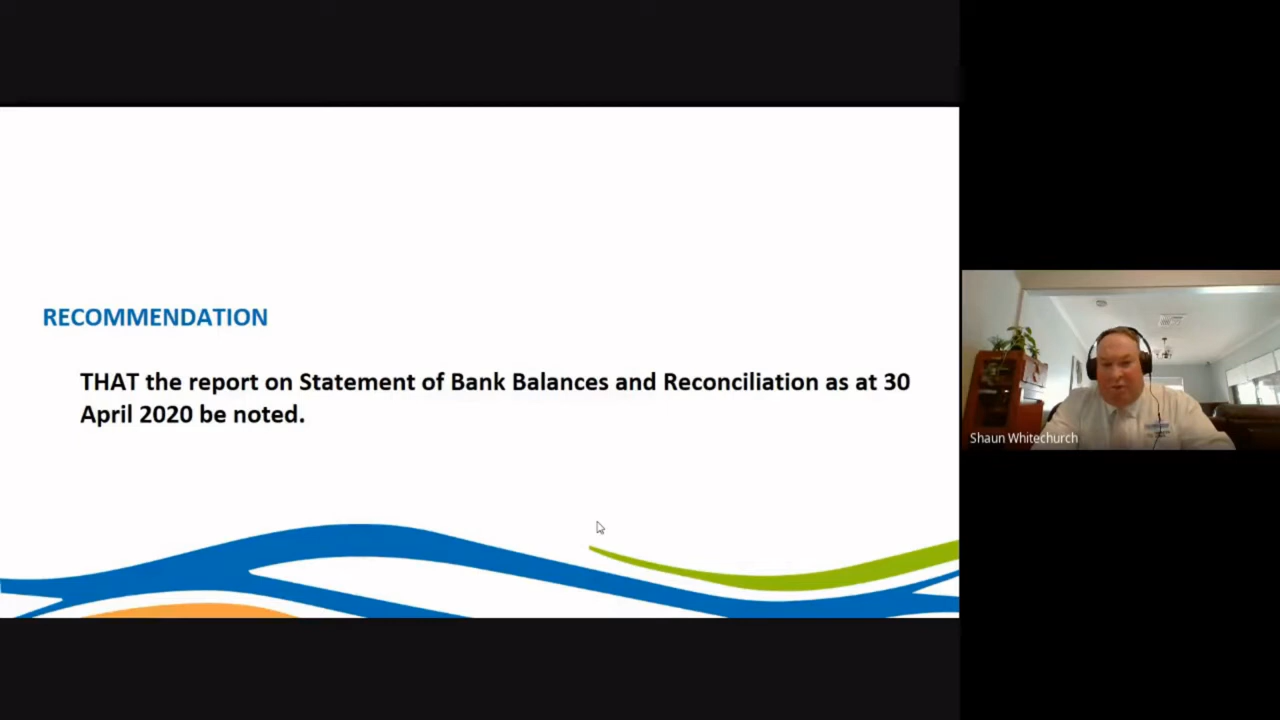 RECOMMENDATION
THAT the report on Statement of Bank Balances and Reconciliation as at 30
April 2020 be noted.
Shaun Whitechurch